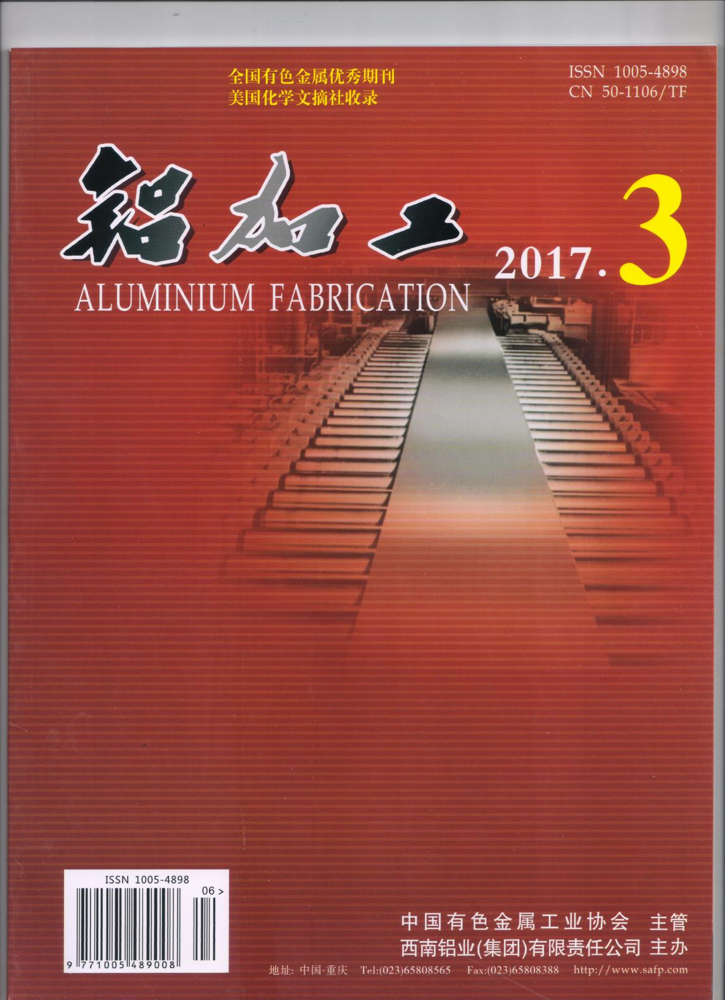 全国有色金属优秀期刊
美国化学文摘社收录
ISSN 1005-4898
CN 50-1106/TF
铝加工
2017.3
ALUMINIUM FABRICATION
ISSN 1005-4898
06 >
9 771005 489008
中国有色金属工业协会 主管
西南铝业(集团)有限责任公司 主办
地址: 中国·重庆 Tel:(023)65808565 Fax:(023)65808388 http://www.safp.com